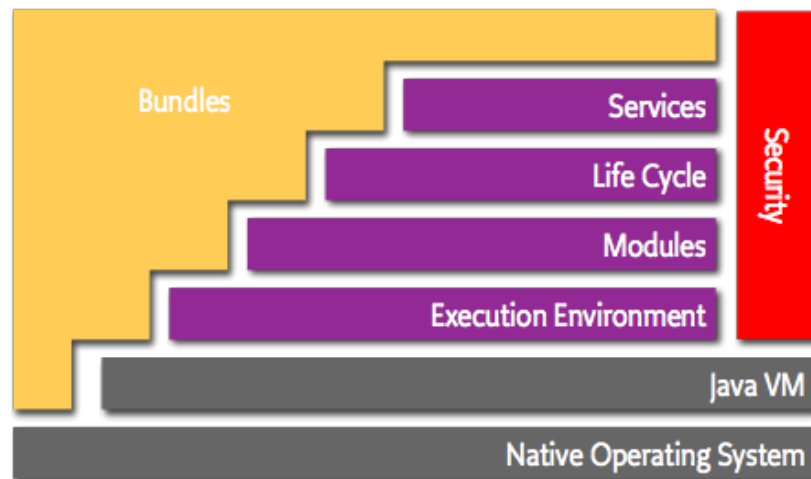 Bundles
Services
Life Cycle
Modules
Execution Environment
Security
Java VM
Native Operating System